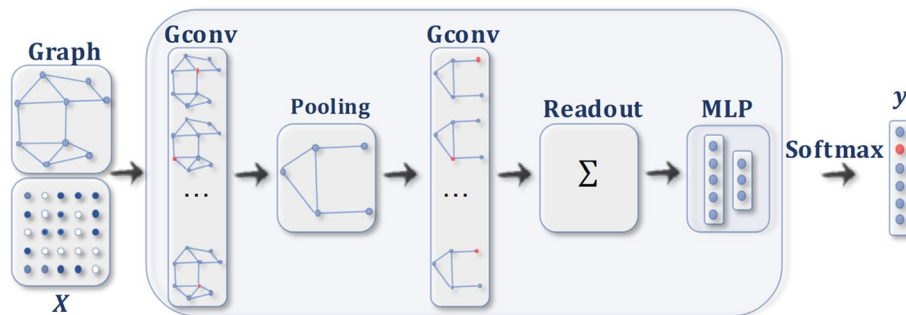 Graph
X
Gconv
...
Pooling
Gconv
...
Readout
Σ
MLP
Softmax
y